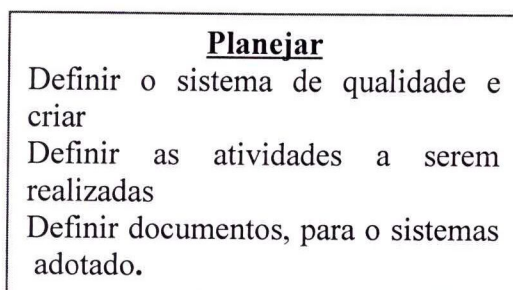 Planejar
Definir o sistema de qualidade e
criar
Definir as atividades a serem
realizadas
Definir documentos, para o sistemas
adotado.